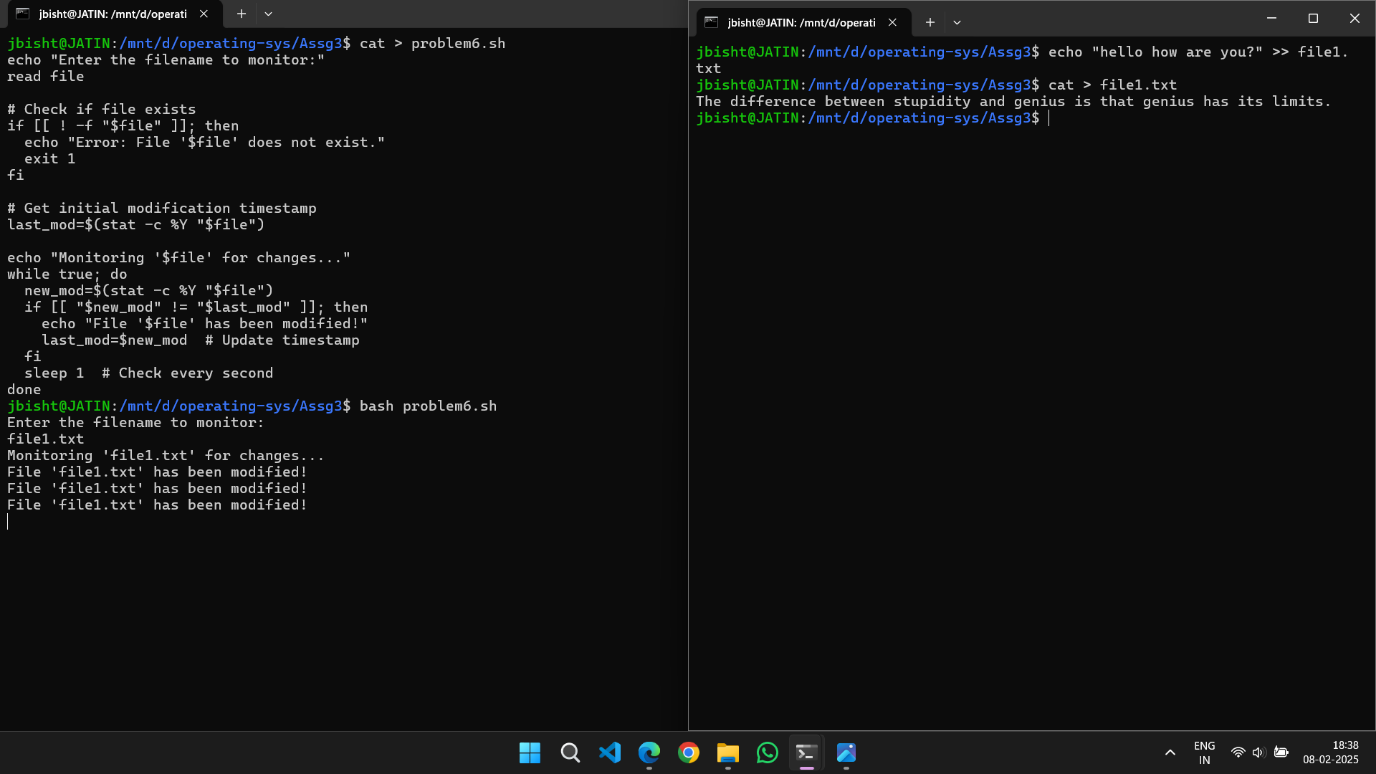 jbisht@JATIN: /mnt/d/operati
jbisht@JATIN:/mnt/d/operating-sys/Assg3$ cat > problem6.sh
echo "Enter the filename to monitor:"
read file

# Check if file exists
if [[ ! -f "$file" ]]; then
  echo "Error: File '$file' does not exist."
  exit 1
fi

# Get initial modification timestamp
last_mod=$(stat -c %Y "$file")

echo "Monitoring '$file' for changes..."
while true; do
  new_mod=$(stat -c %Y "$file")
  if [[ "$new_mod" != "$last_mod" ]]; then
    echo "File '$file' has been modified!"
    last_mod=$new_mod  # Update timestamp
  fi
  sleep 1  # Check every second
done
jbisht@JATIN:/mnt/d/operating-sys/Assg3$ bash problem6.sh
Enter the filename to monitor:
file1.txt
Monitoring 'file1.txt' for changes...
File 'file1.txt' has been modified!
File 'file1.txt' has been modified!
File 'file1.txt' has been modified!
jbisht@JATIN: /mnt/d/operati
jbisht@JATIN:/mnt/d/operating-sys/Assg3$ echo "hello how are you?" >> file1.
txt
jbisht@JATIN:/mnt/d/operating-sys/Assg3$ cat > file1.txt
The difference between stupidity and genius is that genius has its limits.
jbisht@JATIN:/mnt/d/operating-sys/Assg3$
ENG
IN
18:38
08-02-2025